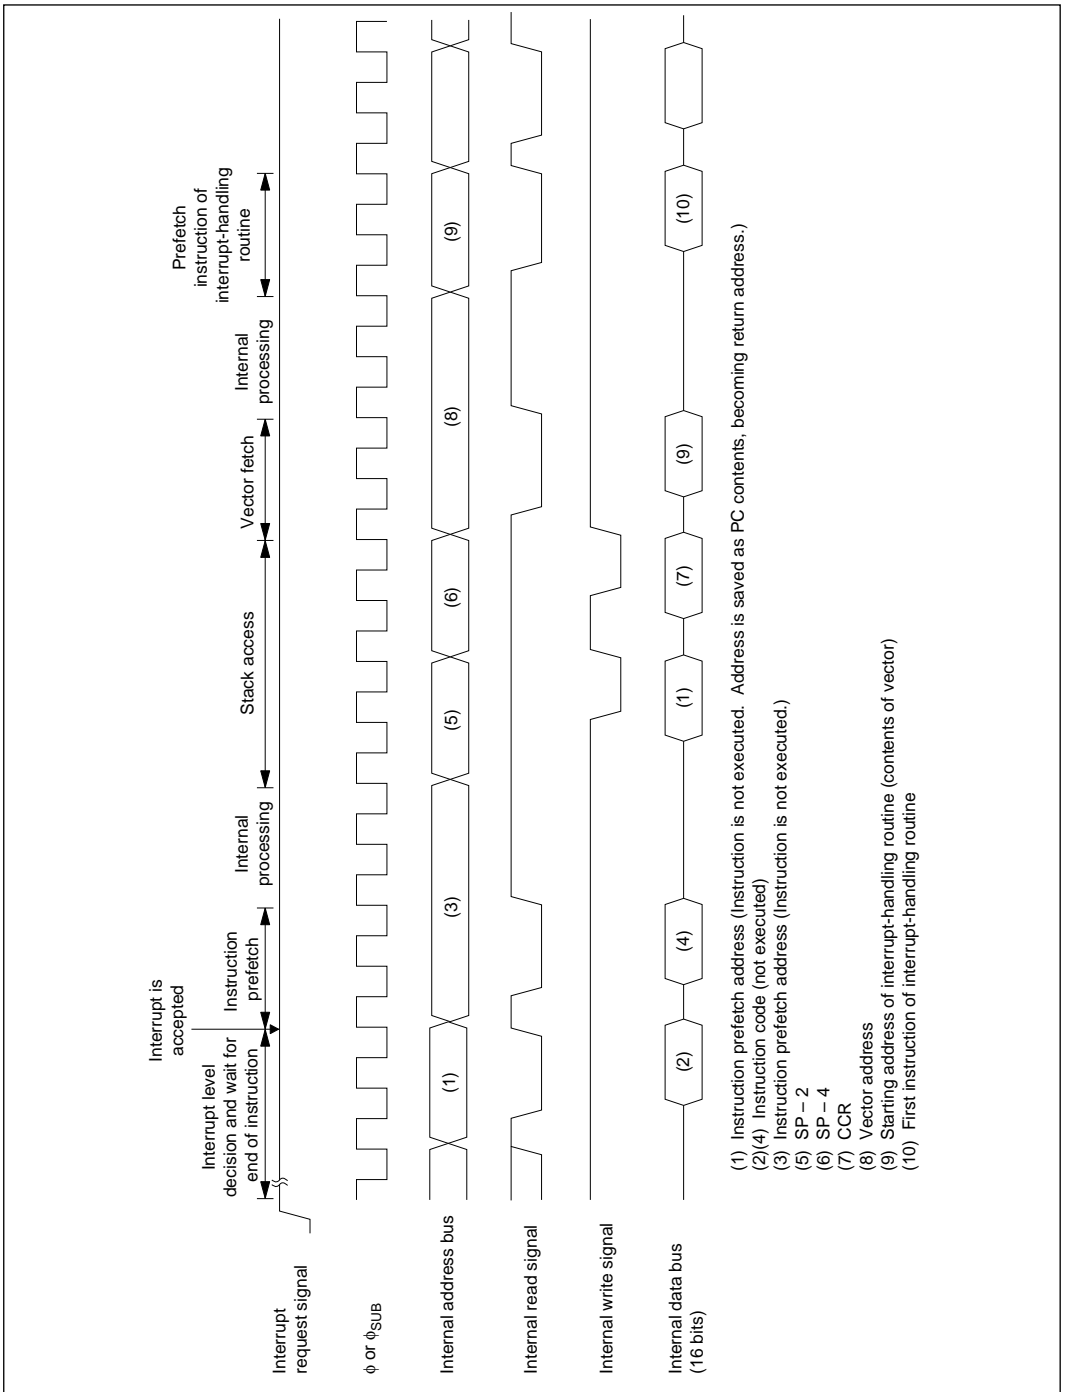 Interrupt is
accepted
Interrupt level
decision and wait for
end of instruction
Instruction
prefetch
Internal
processing
Stack access
Vector fetch
Internal
processing
Prefetch
instruction of
interrupt-handling
routine
Interrupt
request signal
φ or φSUB
Internal address bus
(1)
(3)
(5)
(6)
(8)
(9)
Internal read signal
Internal write signal
Internal data bus
(16 bits)
(2)
(4)
(1)
(7)
(9)
(10)
(1) Instruction prefetch address (Instruction is not executed. Address is saved as PC contents, becoming return address.)
(2)(4) Instruction code (not executed)
(3) Instruction prefetch address (Instruction is not executed.)
(5) SP – 2
(6) SP – 4
(7) CCR
(8) Vector address
(9) Starting address of interrupt-handling routine (contents of vector)
(10) First instruction of interrupt-handling routine